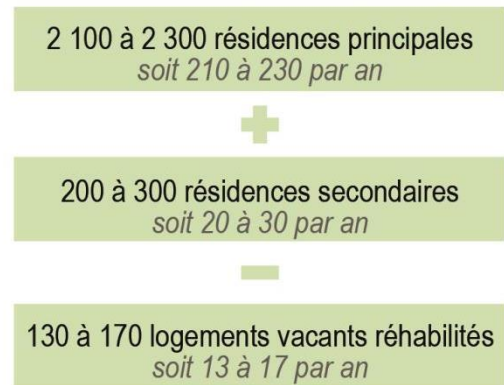 2 100 à 2 300 résidences principales
soit 210 à 230 par an
+
200 à 300 résidences secondaires
soit 20 à 30 par an
-
130 à 170 logements vacants réhabilités
soit 13 à 17 par an